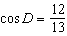 cos D = 12/13